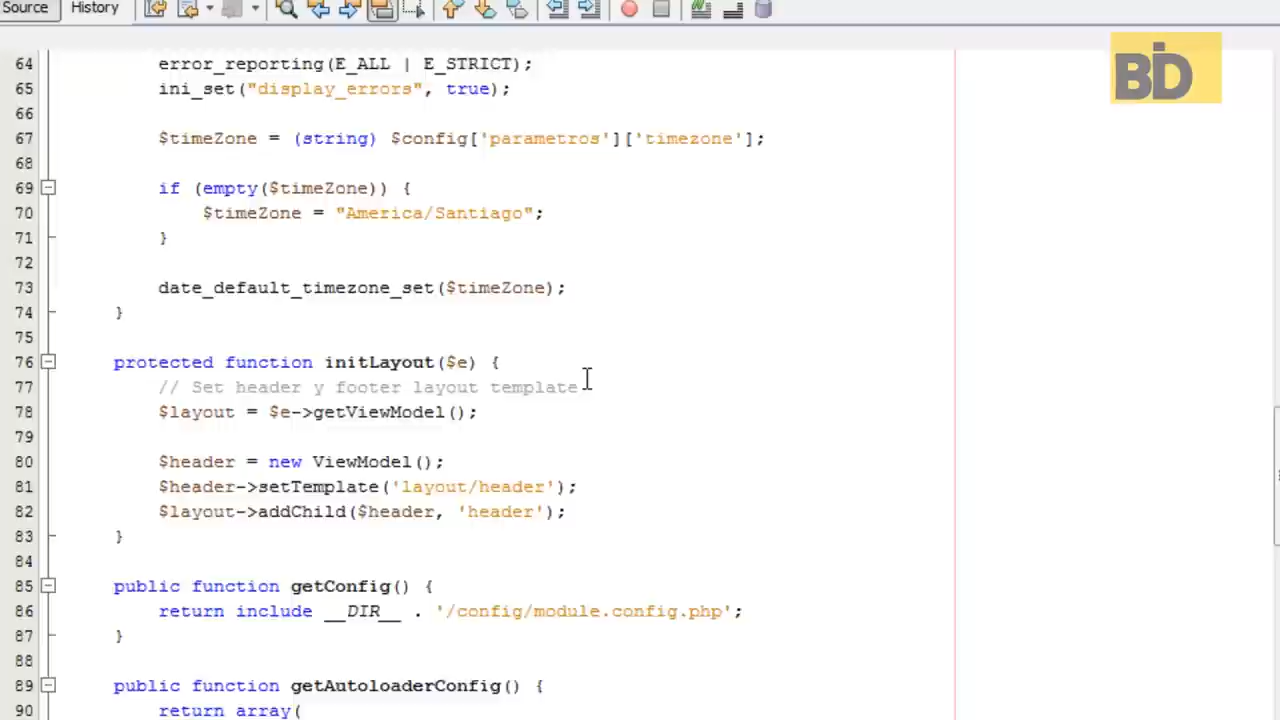 Source History
BD
64 error_reporting(E_ALL | E_STRICT);
65 ini_set("display_errors", true);
66
67 $timeZone = (string) $config['parametros']['timezone'];
68
69 if (empty($timeZone)) {
70 $timeZone = "America/Santiago";
71 }
72
73 date_default_timezone_set($timeZone);
74 }
75
76 protected function initLayout($e) {
77 // Set header y footer layout template
78 $layout = $e->getViewModel();
79
80 $header = new ViewModel();
81 $header->setTemplate('layout/header');
82 $layout->addChild($header, 'header');
83 }
84
85 public function getConfig() {
86 return include __DIR__ . '/config/module.config.php';
87 }
88
89 public function getAutoloaderConfig() {
90 return array(